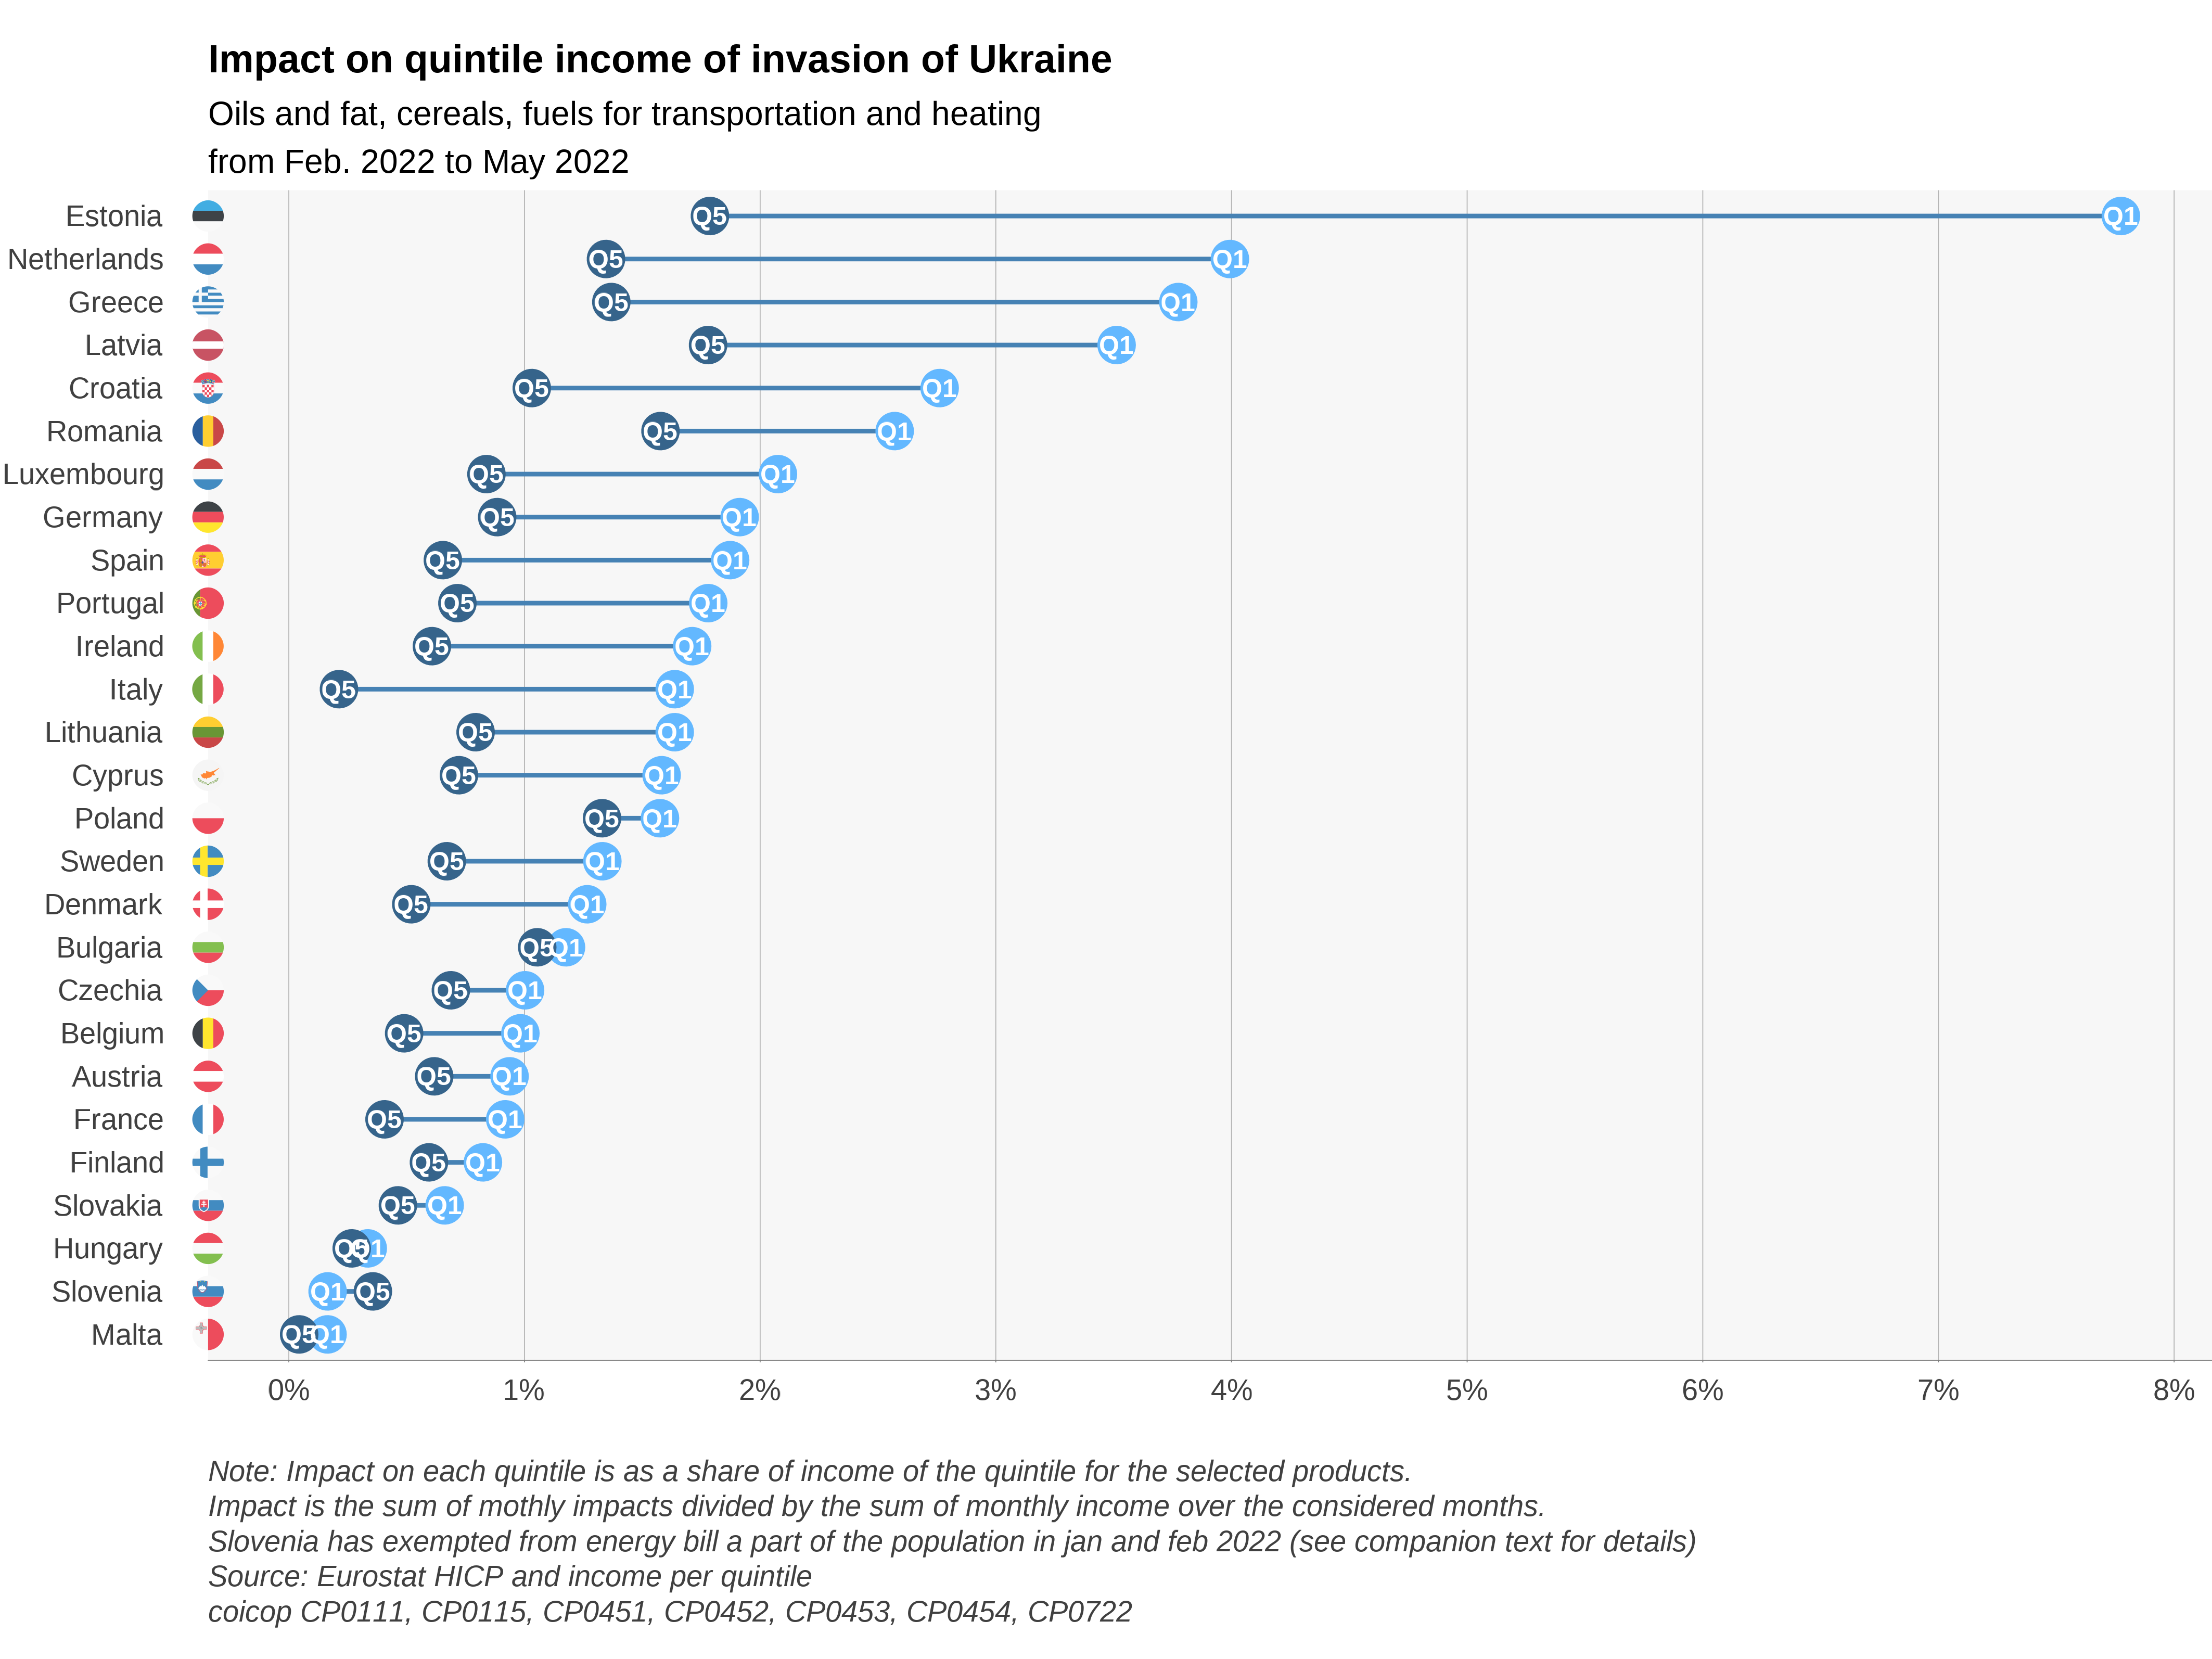 Impact on quintile income of invasion of Ukraine
Oils and fat, cereals, fuels for transportation and heating
from Feb. 2022 to May 2022
Estonia Q5 Q1
Netherlands Q5 Q1
Greece Q5 Q1
Latvia Q5 Q1
Croatia Q5 Q1
Romania Q5 Q1
Luxembourg Q5 Q1
Germany Q5 Q1
Spain Q5 Q1
Portugal Q5 Q1
Ireland Q5 Q1
Italy Q5 Q1
Lithuania Q5 Q1
Cyprus Q5 Q1
Poland Q5 Q1
Sweden Q5 Q1
Denmark Q5 Q1
Bulgaria Q5 Q1
Czechia Q5 Q1
Belgium Q5 Q1
Austria Q5 Q1
France Q5 Q1
Finland Q5 Q1
Slovakia Q5 Q1
Hungary Q5 Q1
Slovenia Q1 Q5
Malta Q5 Q1
0% 1% 2% 3% 4% 5% 6% 7% 8%
Note: Impact on each quintile is as a share of income of the quintile for the selected products.
Impact is the sum of mothly impacts divided by the sum of monthly income over the considered months.
Slovenia has exempted from energy bill a part of the population in jan and feb 2022 (see companion text for details)
Source: Eurostat HICP and income per quintile
coicop CP0111, CP0115, CP0451, CP0452, CP0453, CP0454, CP0722